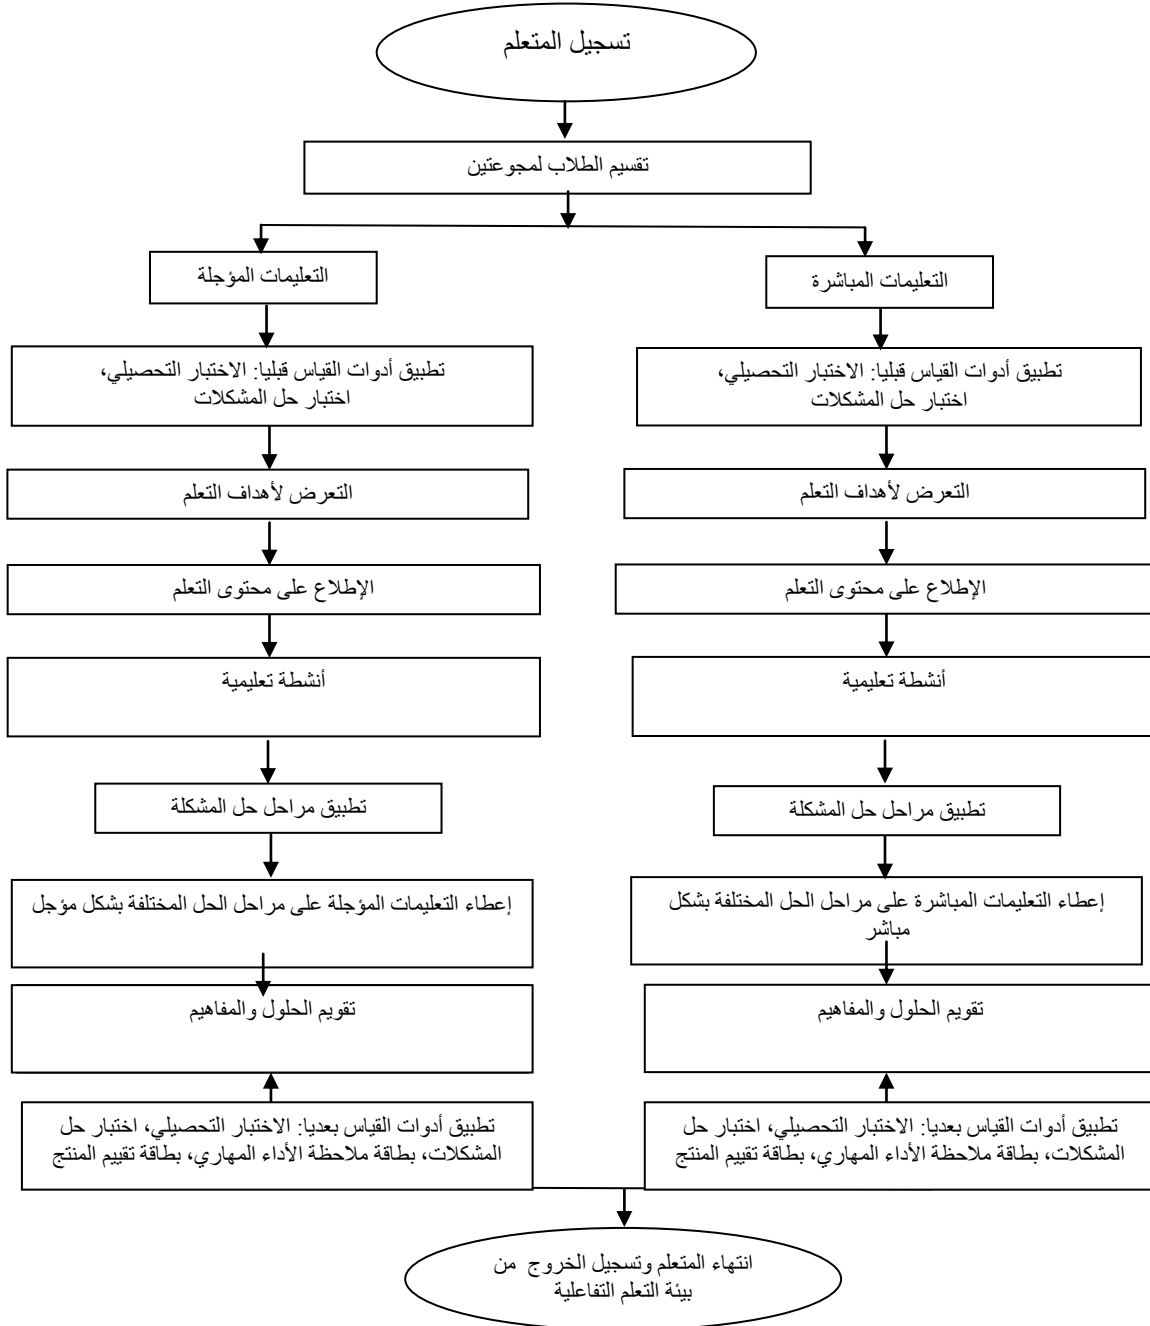 تسجيل المتعلم
تقسيم الطلاب لمجوعتين
التعليمات المباشرة
التعليمات المؤجلة
تطبيق أدوات القياس قبليا: الاختبار التحصيلي،
اختبار حل المشكلات
تطبيق أدوات القياس قبليا: الاختبار التحصيلي،
اختبار حل المشكلات
التعرض لأهداف التعلم
التعرض لأهداف التعلم
الإطلاع على محتوى التعلم
الإطلاع على محتوى التعلم
أنشطة تعليمية
أنشطة تعليمية
تطبيق مراحل حل المشكلة
تطبيق مراحل حل المشكلة
إعطاء التعليمات المباشرة على مراحل الحل المختلفة بشكل
مباشر
إعطاء التعليمات المؤجلة على مراحل الحل المختلفة بشكل مؤجل
تقويم الحلول والمفاهيم
تقويم الحلول والمفاهيم
تطبيق أدوات القياس بعديا: الاختبار التحصيلي، اختبار حل
المشكلات، بطاقة ملاحظة الأداء المهاري، بطاقة تقييم المنتج
تطبيق أدوات القياس بعديا: الاختبار التحصيلي، اختبار حل
المشكلات، بطاقة ملاحظة الأداء المهاري، بطاقة تقييم المنتج
انتهاء المتعلم وتسجيل الخروج من
بيئة التعلم التفاعلية